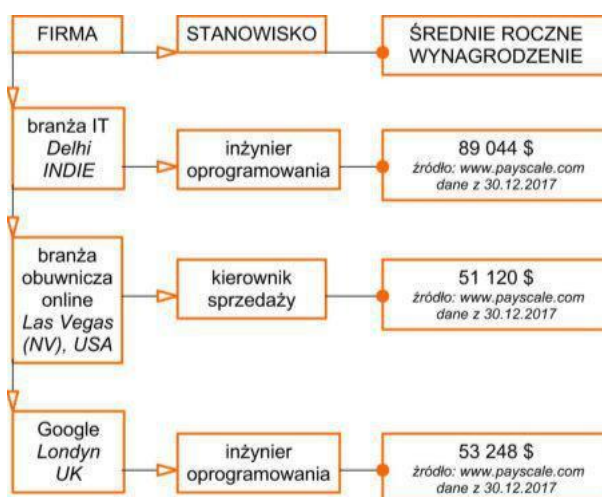 FIRMA
STANOWISKO
ŚREDNIE ROCZNE
WYNAGRODZENIE
branża IT
Delhi
INDIE
inżynier
oprogramowania
89 044 $
źródło: www.payscale.com
dane z 30.12.2017
branża
obuwnicza
online
Las Vegas
(NV), USA
kierownik
sprzedaży
51 120 $
źródło: www.payscale.com
dane z 30.12.2017
Google
Londyn
UK
inżynier
oprogramowania
53 248 $
źródło: www.payscale.com
dane z 30.12.2017